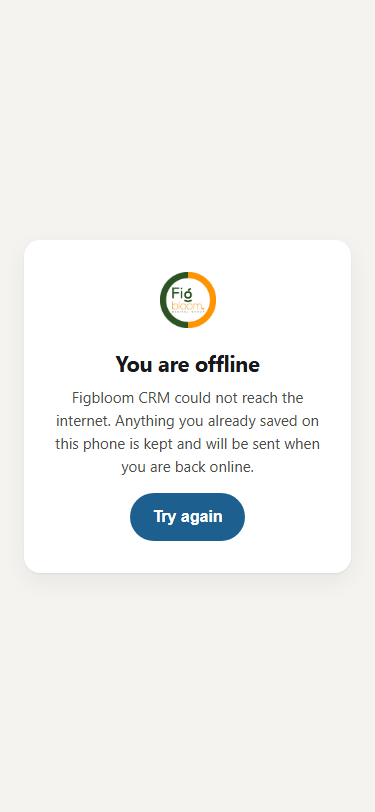 Fig
bloom
You are offline
Figbloom CRM could not reach the
internet. Anything you already saved on
this phone is kept and will be sent when
you are back online.
Try again